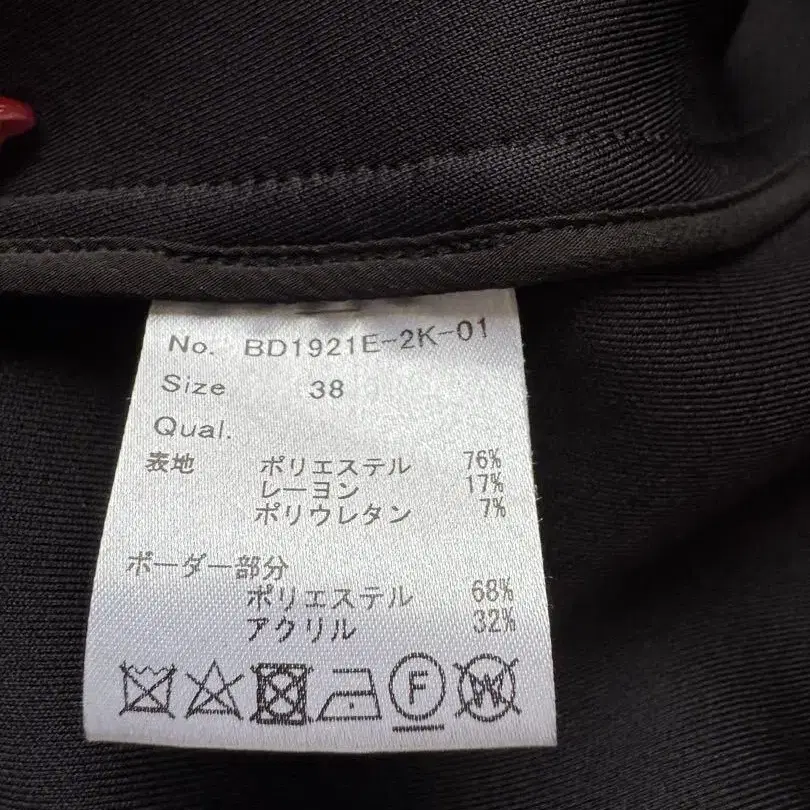 No. BD1921E-2K-01
Size 38
Qual.
表地 ポリエステル 76%
レーヨン 17%
ポリウレタン 7%
ボーダー部分
ポリエステル 68%
アクリル 32%
F W